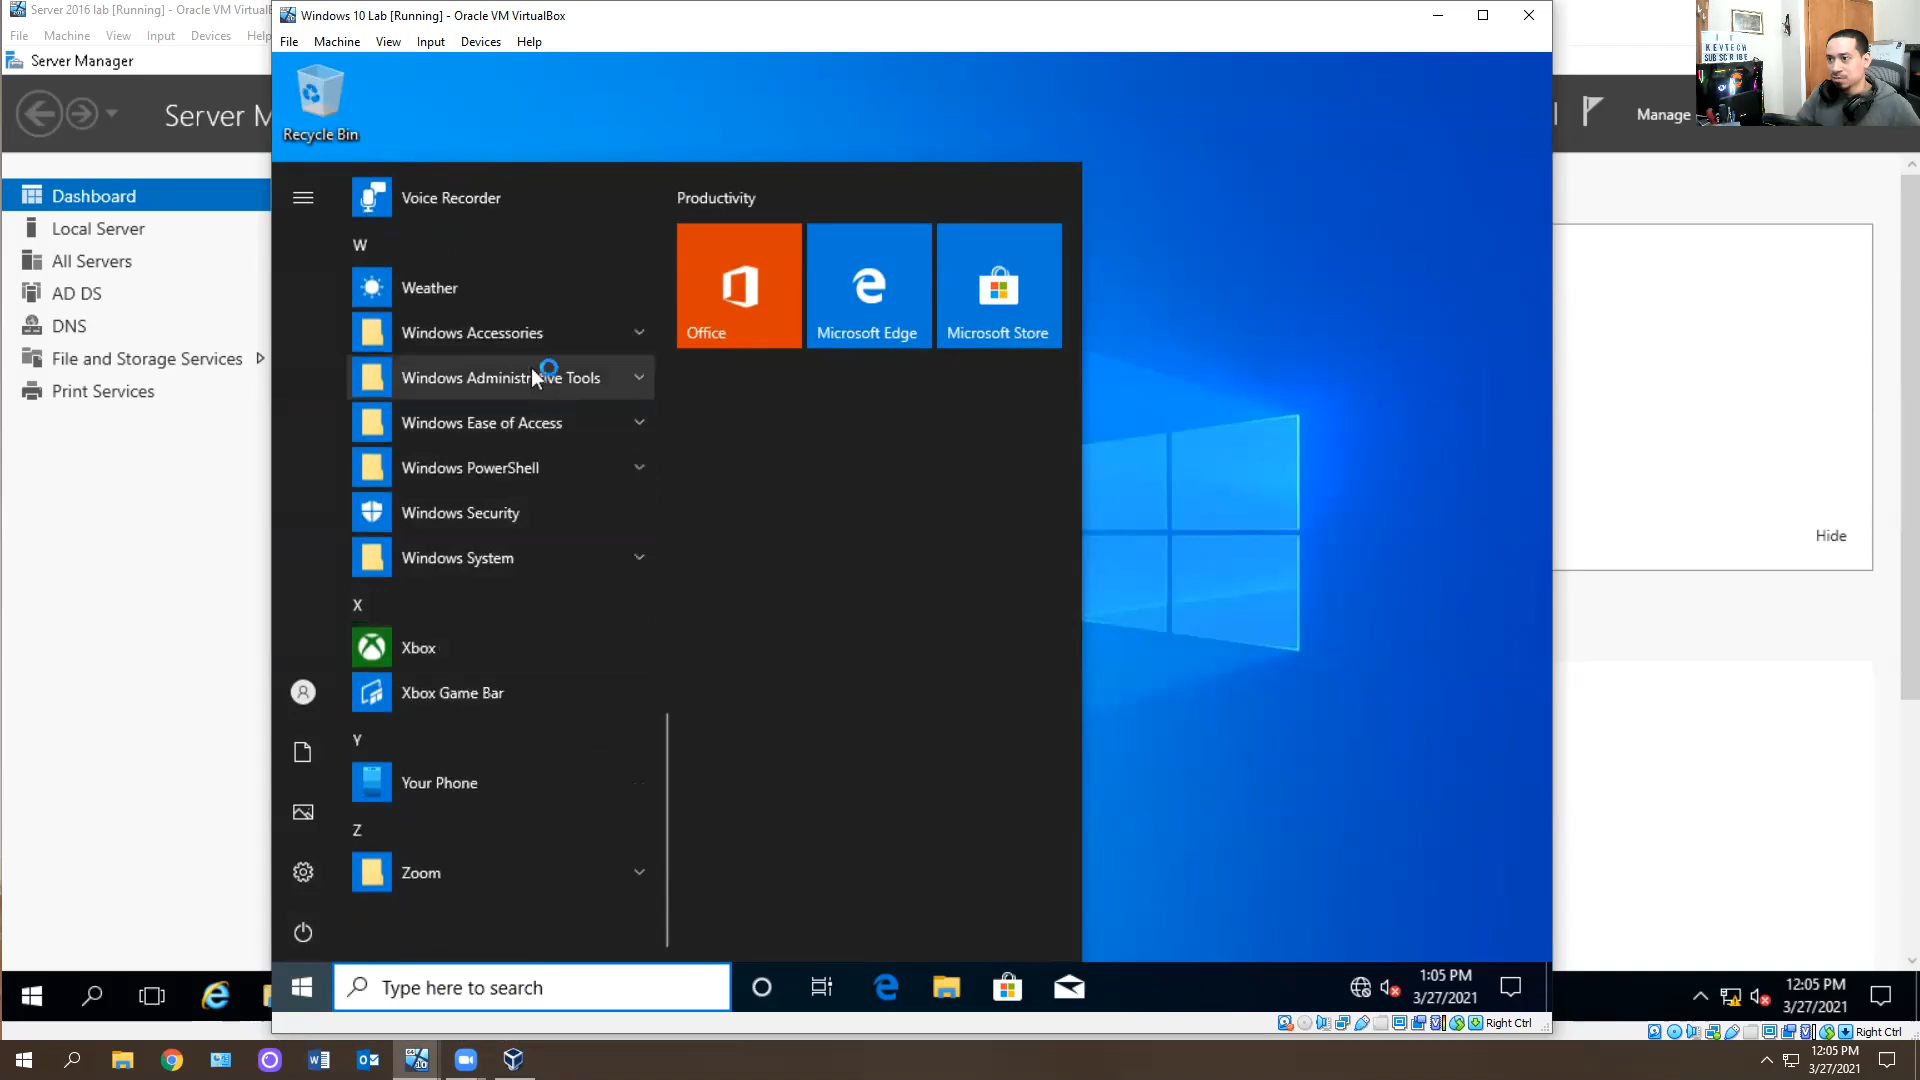 Server 2016 lab [Running] - Oracle VM VirtualB
File Machine View Input Devices Help
Server Manager
Server M
Manage
Dashboard
Local Server
All Servers
AD DS
DNS
File and Storage Services
Print Services
Hide
Windows 10 Lab [Running] - Oracle VM VirtualBox
File Machine View Input Devices Help
Recycle Bin
Voice Recorder
W
Weather
Windows Accessories
Windows Administrative Tools
Windows Ease of Access
Windows PowerShell
Windows Security
Windows System
X
Xbox
Xbox Game Bar
Y
Your Phone
Z
Zoom
Productivity
Office
Microsoft Edge
Microsoft Store
Type here to search
1:05 PM
3/27/2021
Right Ctrl
12:05 PM
3/27/2021
Right Ctrl
12:05 PM
3/27/2021
I T
KEVTECH
SUBSCRIBE